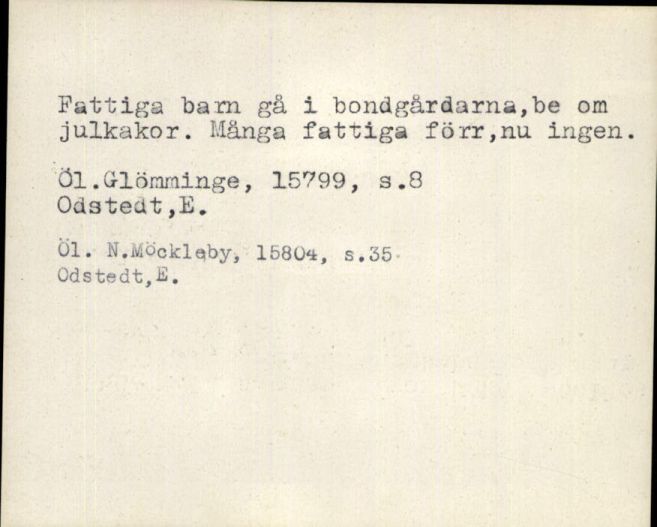 Fattiga barn gå i bondgårdarna,be om
julkakor. Många fattiga förr,nu ingen.
Öl.Glömminge, 15799, s.8
Odstedt,E.
Öl. N.Möckleby, 15804, s.35
Odstedt,E.